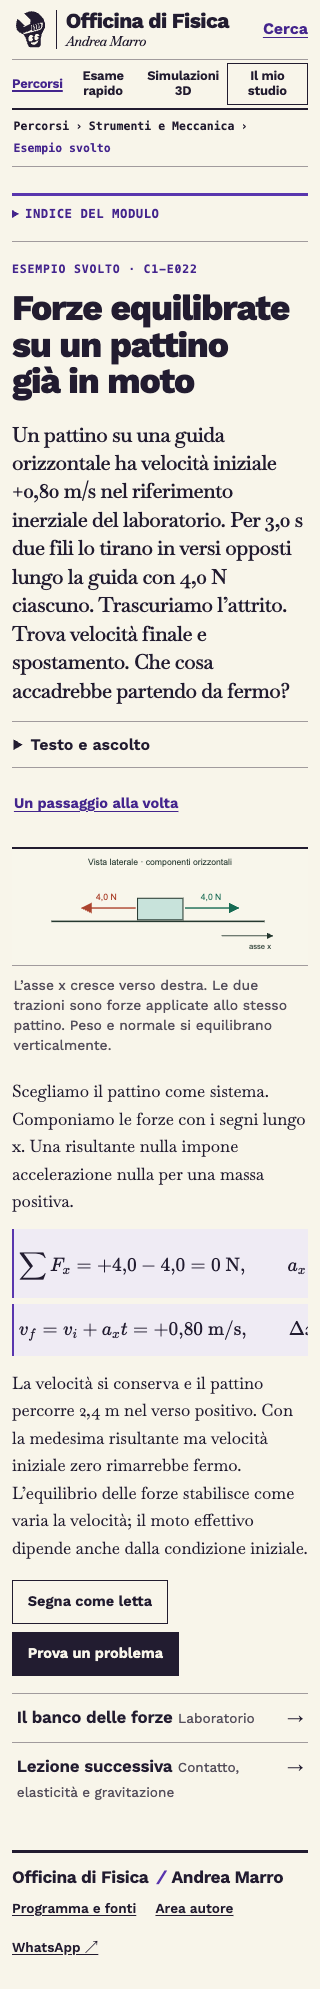 Officina di Fisica
Andrea Marro
Cerca
Percorsi
Esame rapido
Simulazioni 3D
Il mio studio
Percorsi › Strumenti e Meccanica ›
Esempio svolto
▶ INDICE DEL MODULO
ESEMPIO SVOLTO · C1–E022
Forze equilibrate
su un pattino
già in moto
Un pattino su una guida
orizzontale ha velocità iniziale
+0,80 m/s nel riferimento
inerziale del laboratorio. Per 3,0 s
due fili lo tirano in versi opposti
lungo la guida con 4,0 N
ciascuno. Trascuriamo l’attrito.
Trova velocità finale e
spostamento. Che cosa
accadrebbe partendo da fermo?
▶ Testo e ascolto
Un passaggio alla volta
Vista laterale · componenti orizzontali
4,0 N
4,0 N
asse x
L’asse x cresce verso destra. Le due
trazioni sono forze applicate allo stesso
pattino. Peso e normale si equilibrano
verticalmente.
Scegliamo il pattino come sistema.
Componiamo le forze con i segni lungo
x. Una risultante nulla impone
accelerazione nulla per una massa
positiva.
∑ Fx = +4,0 − 4,0 = 0 N, ax
vf = vi + axt = +0,80 m/s, Δ
La velocità si conserva e il pattino
percorre 2,4 m nel verso positivo. Con
la medesima risultante ma velocità
iniziale zero rimarrebbe fermo.
L’equilibrio delle forze stabilisce come
varia la velocità; il moto effettivo
dipende anche dalla condizione iniziale.
Segna come letta
Prova un problema
Il banco delle forze Laboratorio →
Lezione successiva Contatto, →
elasticità e gravitazione
Officina di Fisica / Andrea Marro
Programma e fonti Area autore
WhatsApp ↗